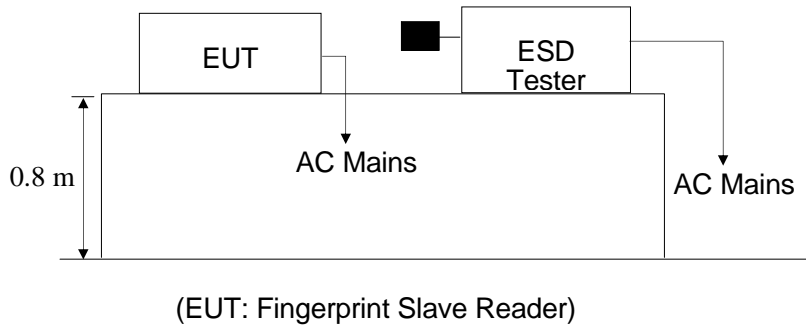 EUT
ESD
Tester
AC Mains
0.8 m
AC Mains
(EUT: Fingerprint Slave Reader)